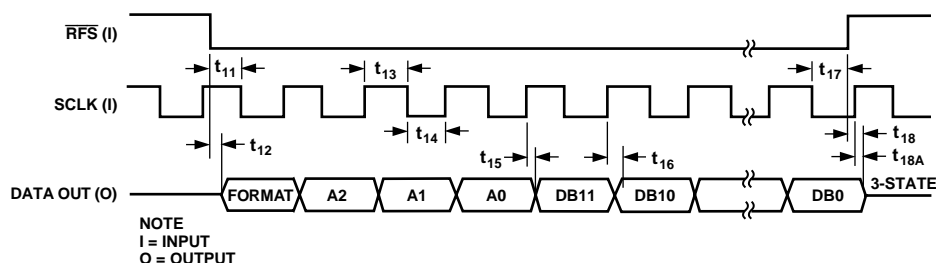 RFS (I)
t11
t13
t17
SCLK (I)
t12
t14
t15
t16
t18
t18A
DATA OUT (O)
FORMAT
A2
A1
A0
DB11
DB10
DB0
3-STATE
NOTE
I = INPUT
O = OUTPUT